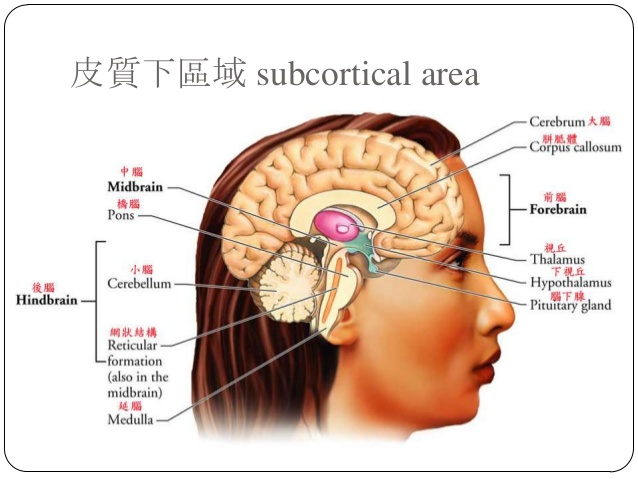 皮質下區域 subcortical area
中腦
Midbrain
橋腦
Pons
小腦
Cerebellum
後腦
Hindbrain
網狀結構
Reticular
formation
(also in the
midbrain)
延腦
Medulla
Cerebrum 大腦
胼胝體
Corpus callosum
前腦
Forebrain
視丘
Thalamus
下視丘
Hypothalamus
腦下腺
Pituitary gland